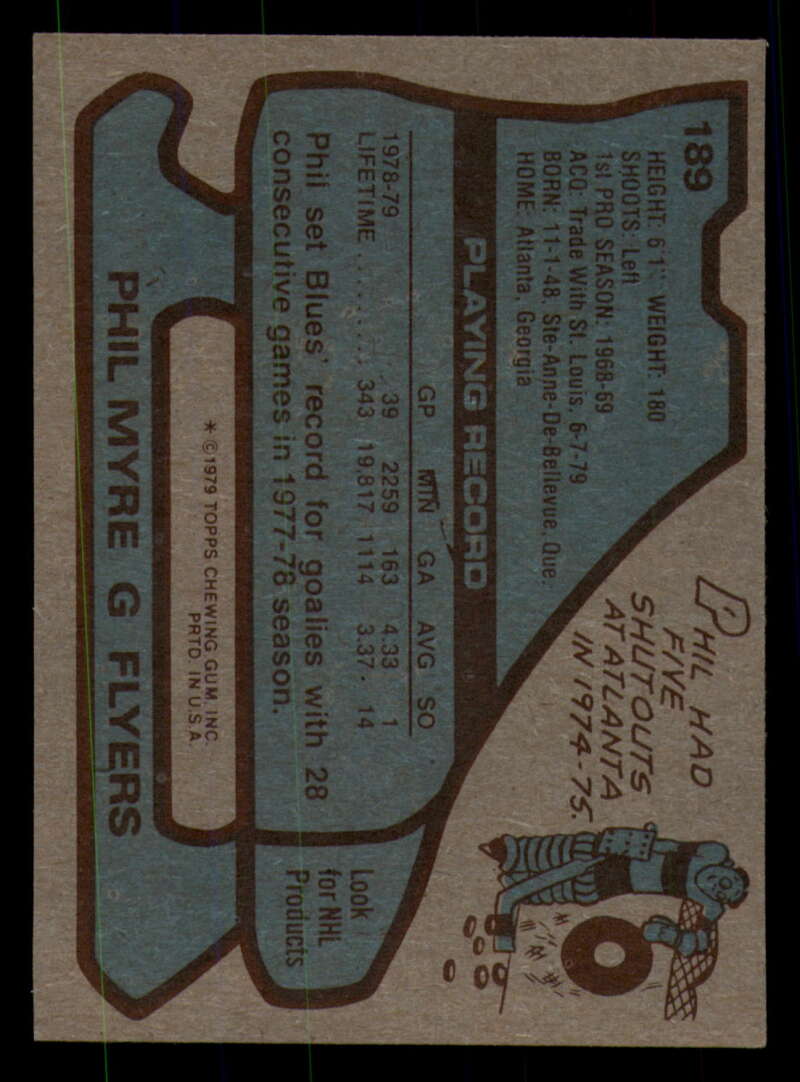 189
HEIGHT: 6'1" WEIGHT: 180
SHOOTS: Left
1st PRO SEASON: 1968-69
ACQ: Trade With St. Louis, 6-7-79
BORN: 11-1-48, Ste-Anne-De-Bellevue, Que.
HOME: Atlanta, Georgia
PHIL HAD
FIVE
SHUTOUTS
AT ATLANTA
IN 1974-75.
PLAYING RECORD
GP MIN GA AVG SO
1978-79 39 2259 163 4.33 1
LIFETIME .......... 343 19,817 1114 3.37 14
Phil set Blues' record for goalies with 28
consecutive games in 1977-78 season.
Look
for NHL
Products
* ©1979 TOPPS CHEWING GUM, INC.
PRTD. IN U.S.A.
PHIL MYRE G FLYERS